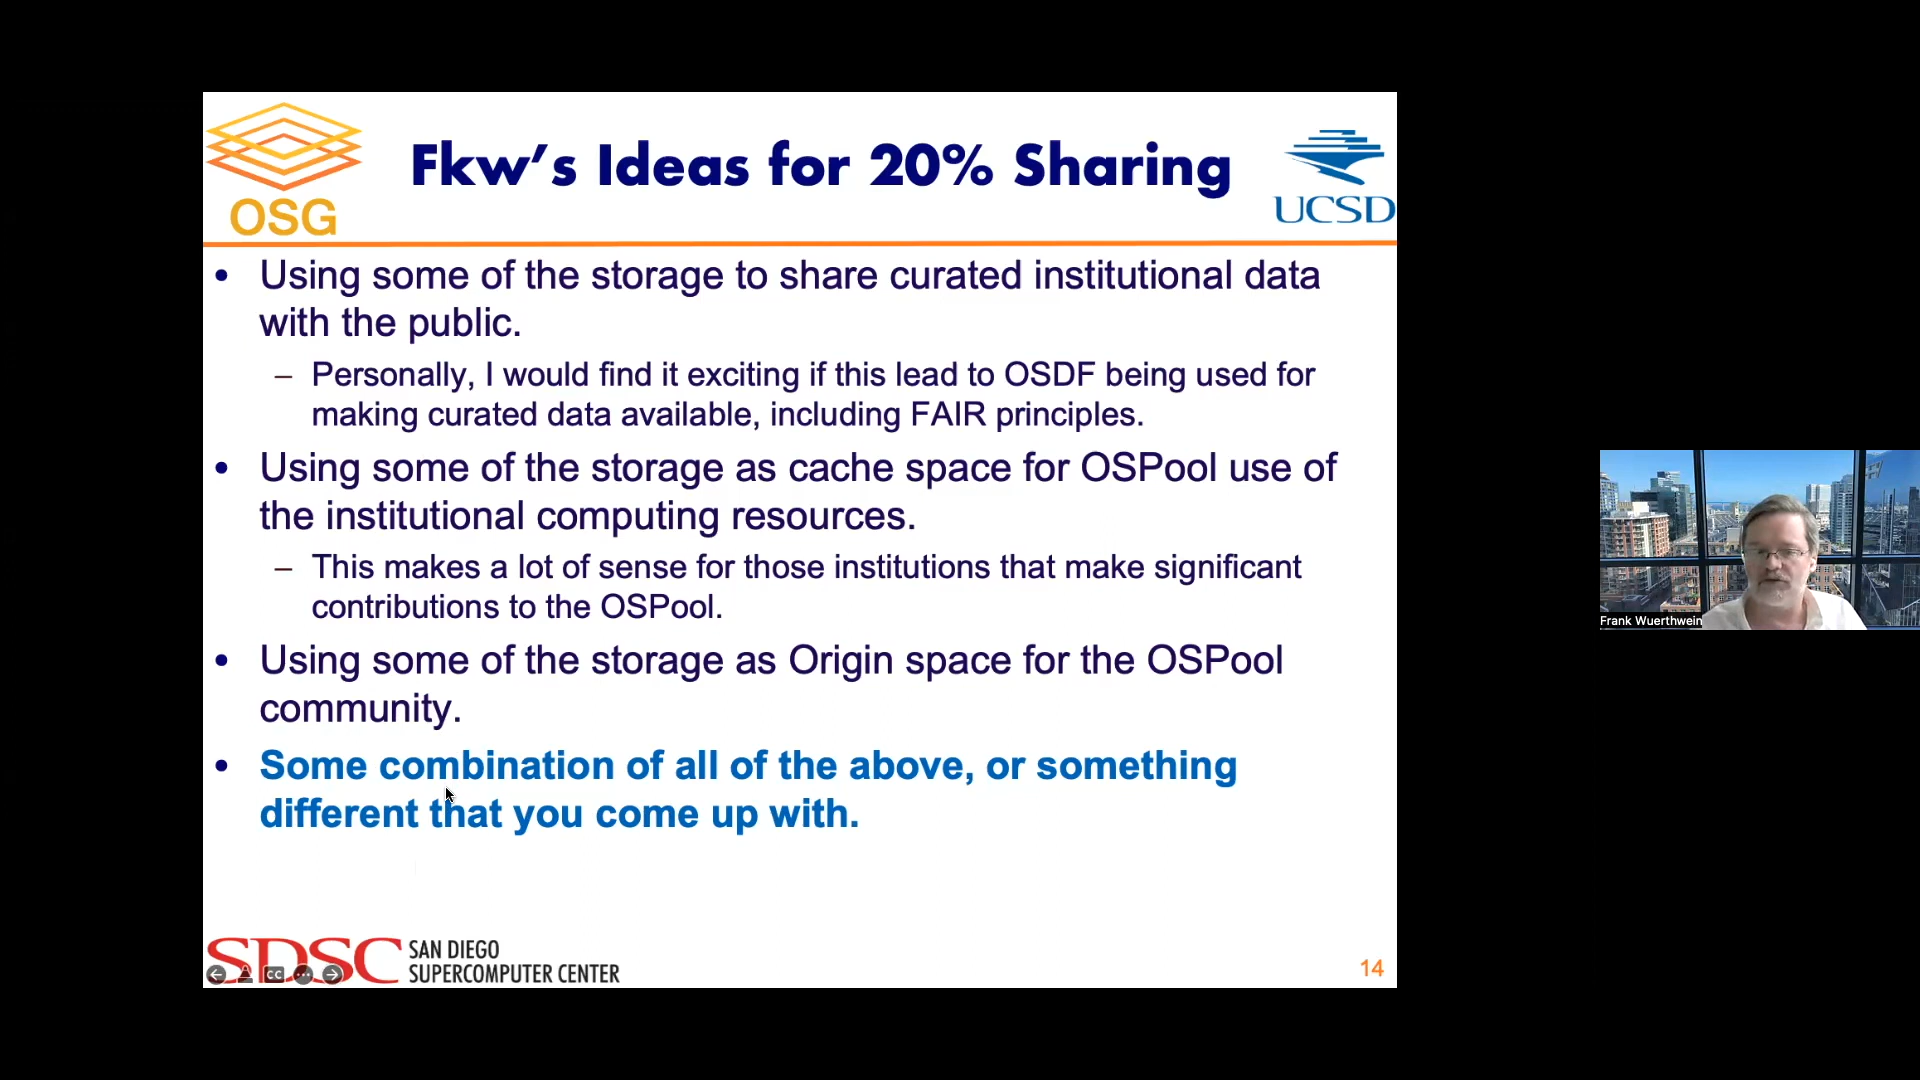 Fkw's Ideas for 20% Sharing
OSG
UCSD
• Using some of the storage to share curated institutional data
with the public.
– Personally, I would find it exciting if this lead to OSDF being used for
making curated data available, including FAIR principles.
• Using some of the storage as cache space for OSPool use of
the institutional computing resources.
– This makes a lot of sense for those institutions that make significant
contributions to the OSPool.
• Using some of the storage as Origin space for the OSPool
community.
• Some combination of all of the above, or something
different that you come up with.
SDSC
SAN DIEGO
SUPERCOMPUTER CENTER
CC
14
Frank Wuerthwein